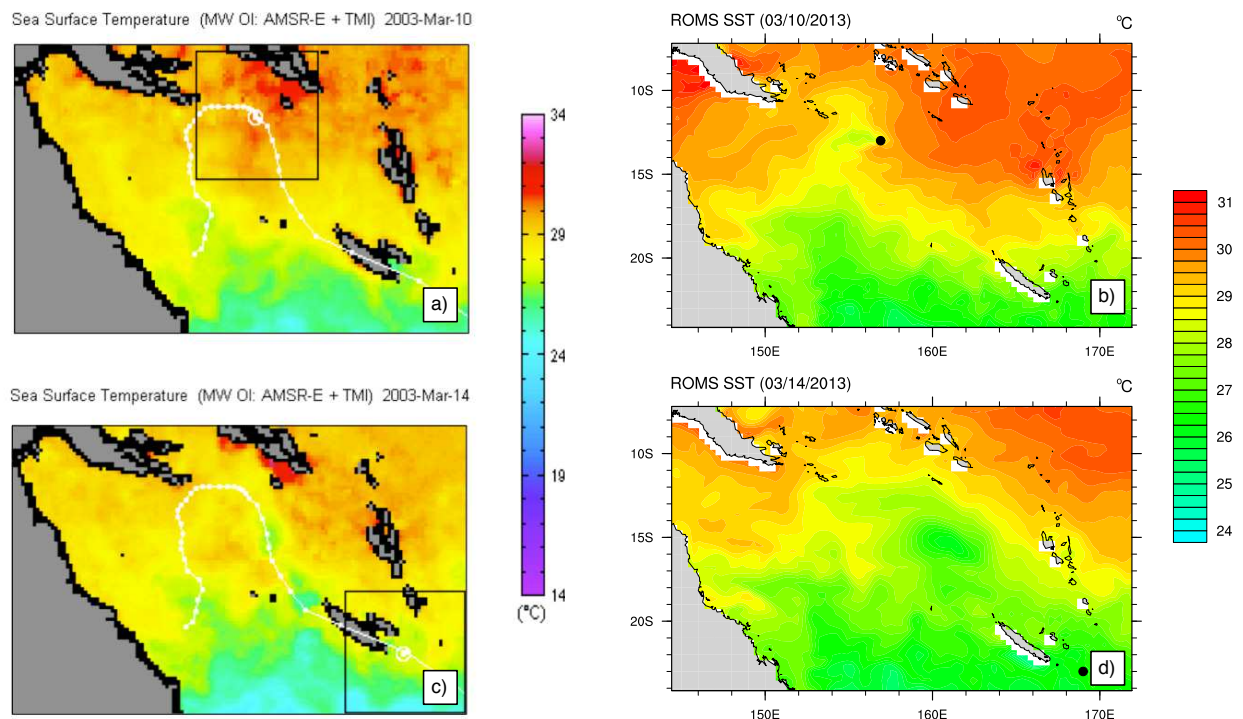 Sea Surface Temperature (MW OI: AMSR-E + TMI) 2003-Mar-10
a)
ROMS SST (03/10/2013) °C
10S
15S
20S
b)
150E 160E 170E
34
29
24
19
14
(°C)
31
30
29
28
27
26
25
24
Sea Surface Temperature (MW OI: AMSR-E + TMI) 2003-Mar-14
c)
ROMS SST (03/14/2013) °C
10S
15S
20S
d)
150E 160E 170E